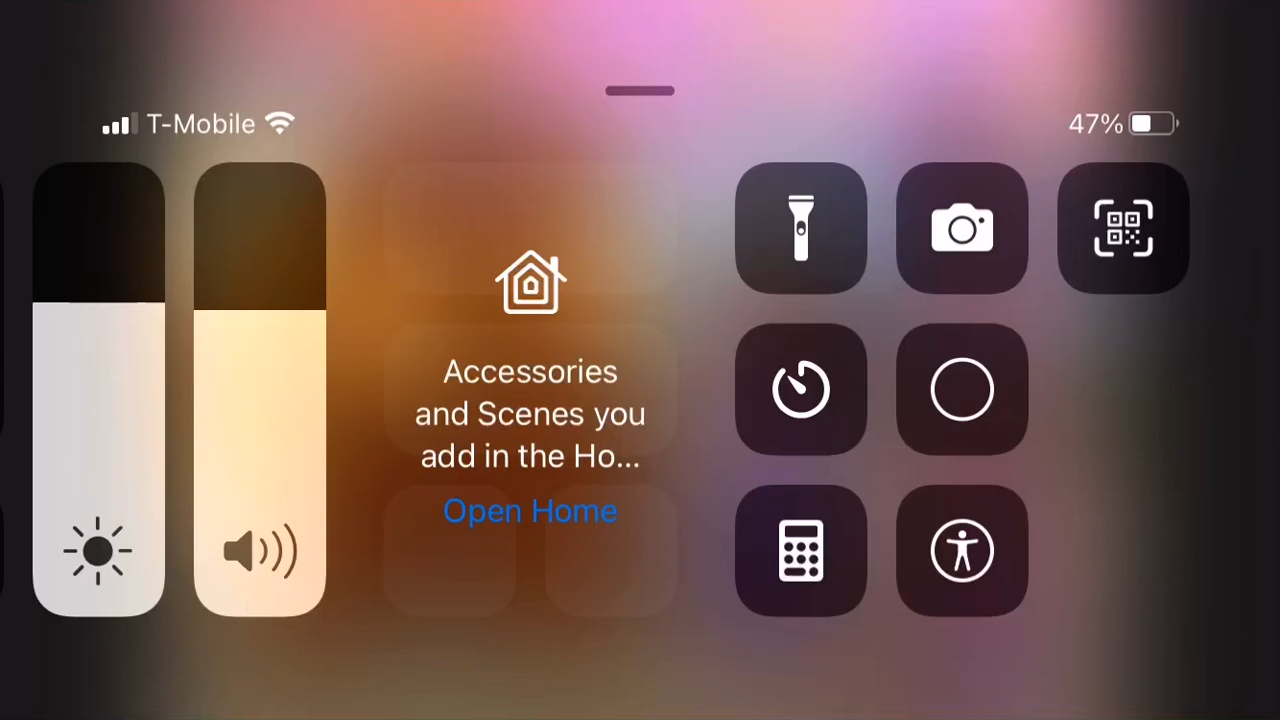 T-Mobile
47%
Accessories
and Scenes you
add in the Ho...
Open Home